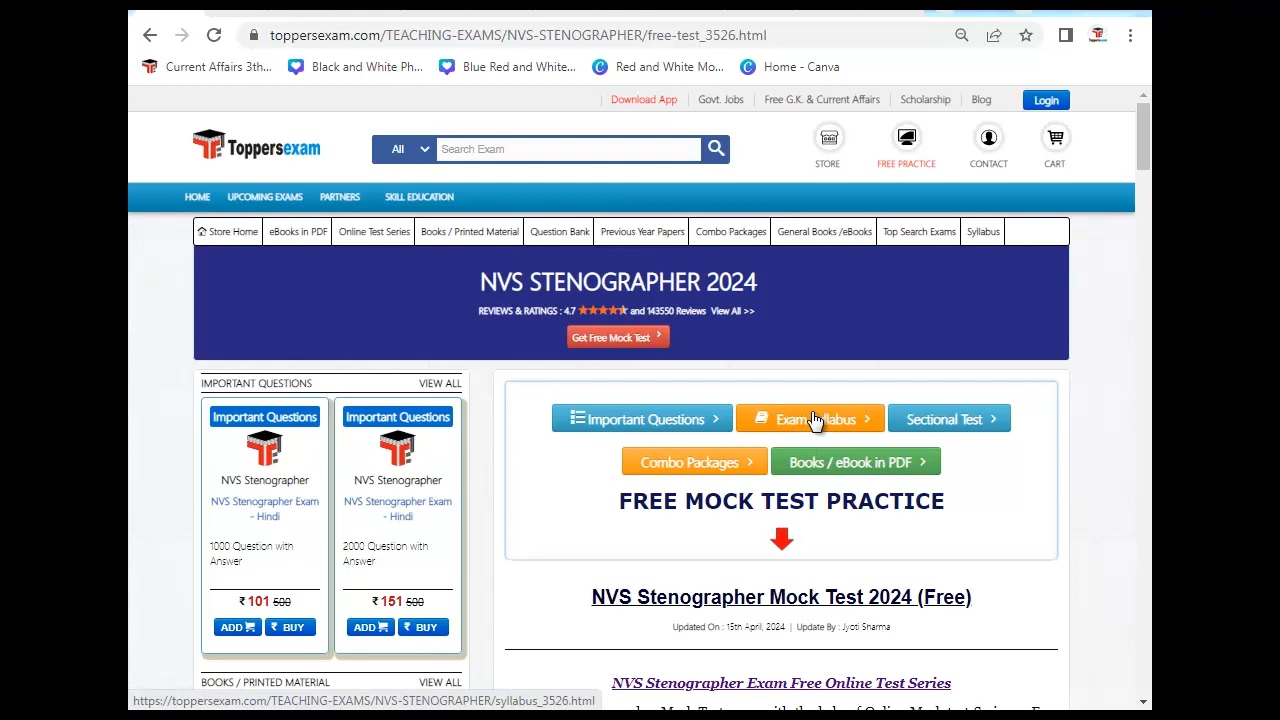 toppersexam.com/TEACHING-EXAMS/NVS-STENOGRAPHER/free-test_3526.html
Current Affairs 3th... Black and White Ph... Blue Red and White... Red and White Mo... Home - Canva
Download App Govt. Jobs Free G.K. & Current Affairs Scholarship Blog Login
Toppersexam All Search Exam
STORE FREE PRACTICE CONTACT CART
HOME UPCOMING EXAMS PARTNERS SKILL EDUCATION
Store Home eBooks in PDF Online Test Series Books / Printed Material Question Bank Previous Year Papers Combo Packages General Books /eBooks Top Search Exams Syllabus
NVS STENOGRAPHER 2024
REVIEWS & RATINGS : 4.7 and 143550 Reviews View All >>
Get Free Mock Test
IMPORTANT QUESTIONS VIEW ALL
Important Questions
NVS Stenographer
NVS Stenographer Exam
- Hindi
1000 Question with
Answer
₹ 101 500
ADD ₹ BUY
Important Questions
NVS Stenographer
NVS Stenographer Exam
- Hindi
2000 Question with
Answer
₹ 151 500
ADD ₹ BUY
BOOKS / PRINTED MATERIAL VIEW ALL
Important Questions Exam Syllabus Sectional Test
Combo Packages Books / eBook in PDF
FREE MOCK TEST PRACTICE
NVS Stenographer Mock Test 2024 (Free)
Updated On : 15th April, 2024 | Update By : Jyoti Sharma
NVS Stenographer Exam Free Online Test Series
https://toppersexam.com/TEACHING-EXAMS/NVS-STENOGRAPHER/syllabus_3526.html